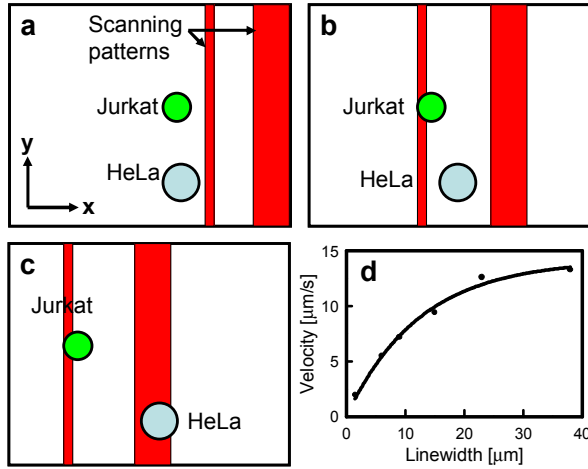 a
Scanning
patterns
Jurkat
HeLa
y
x
b
Jurkat
HeLa
c
Jurkat
HeLa
d
Velocity [μm/s]
15
10
5
0
0 10 20 30 40
Linewidth [μm]